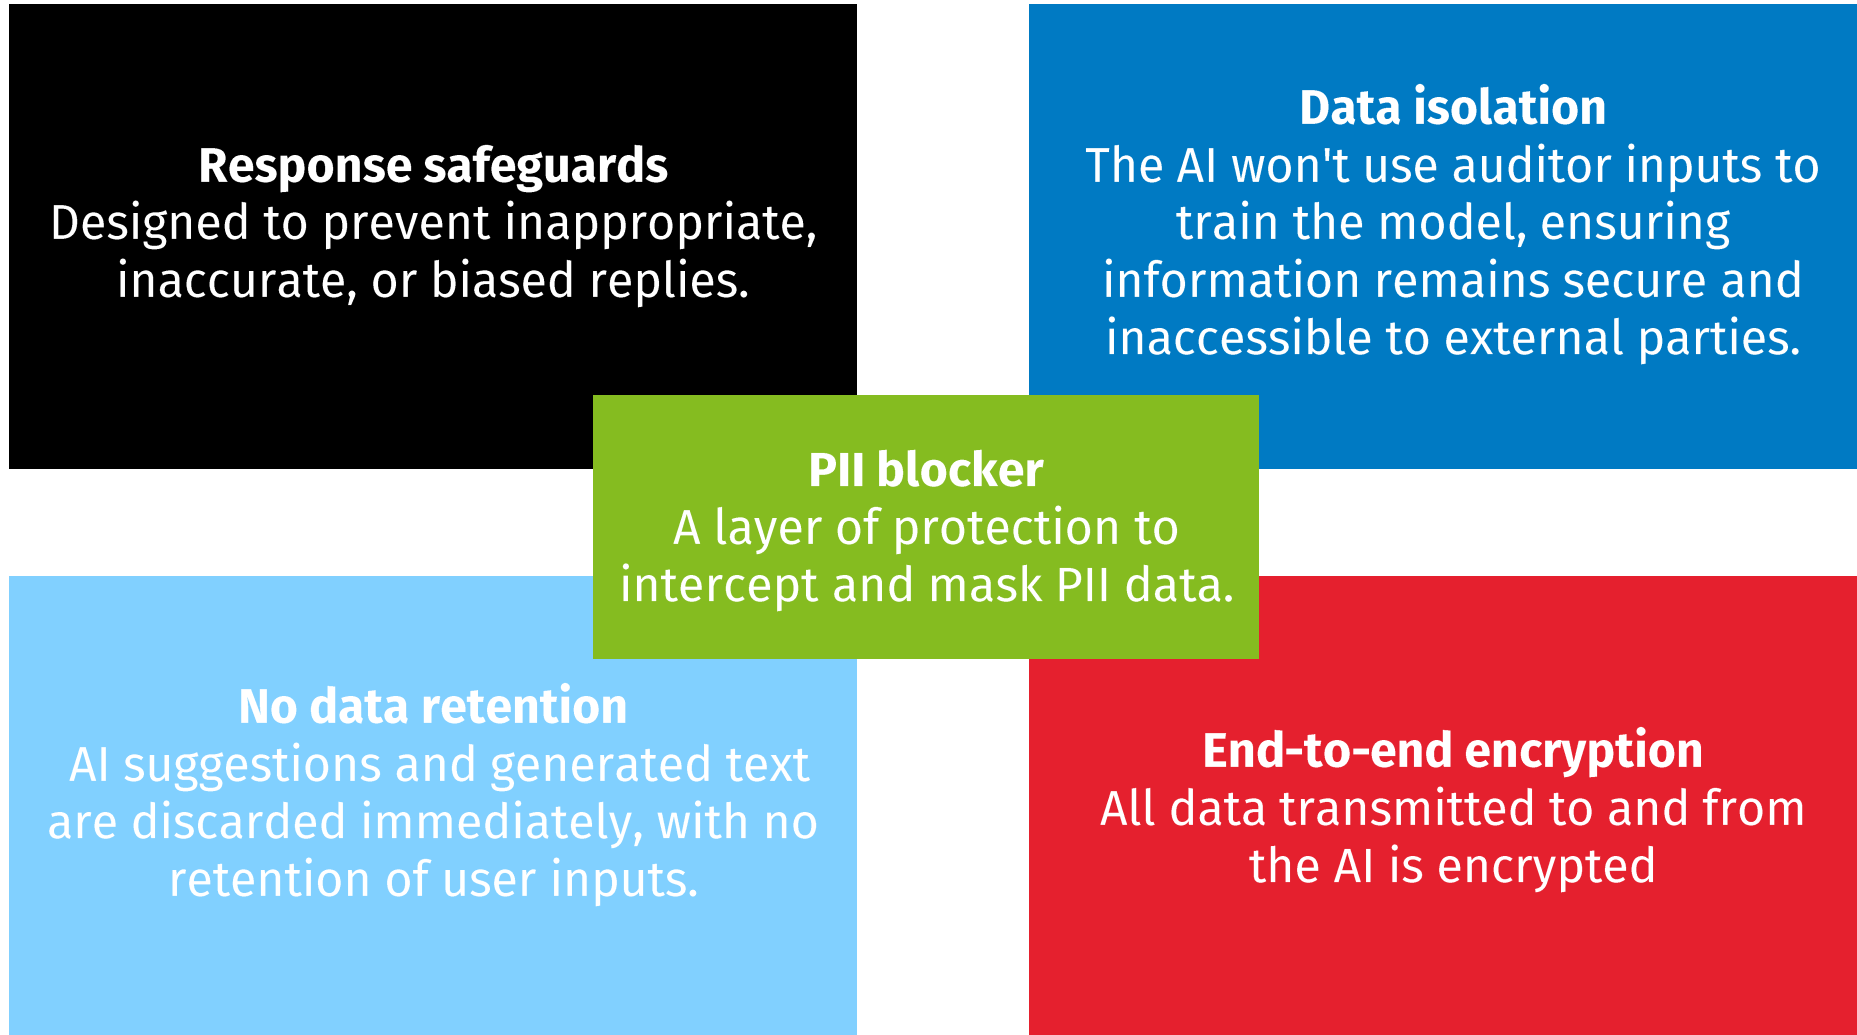 Response safeguards
Designed to prevent inappropriate,
inaccurate, or biased replies.
Data isolation
The AI won't use auditor inputs to
train the model, ensuring
information remains secure and
inaccessible to external parties.
PII blocker
A layer of protection to
intercept and mask PII data.
No data retention
AI suggestions and generated text
are discarded immediately, with no
retention of user inputs.
End-to-end encryption
All data transmitted to and from
the AI is encrypted